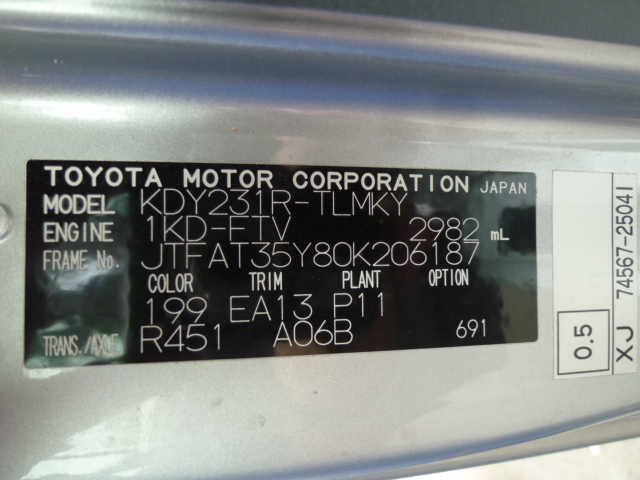 TOYOTA MOTOR CORPORATION JAPAN
MODEL KDY231R-TLMKY
ENGINE 1KD-FTV 2982 mL
FRAME No. JTFAT35Y80K206187
COLOR TRIM PLANT OPTION
199 EA13 P11
TRANS./AXLE R451 A06B 691
0.5
XJ 74567-25041